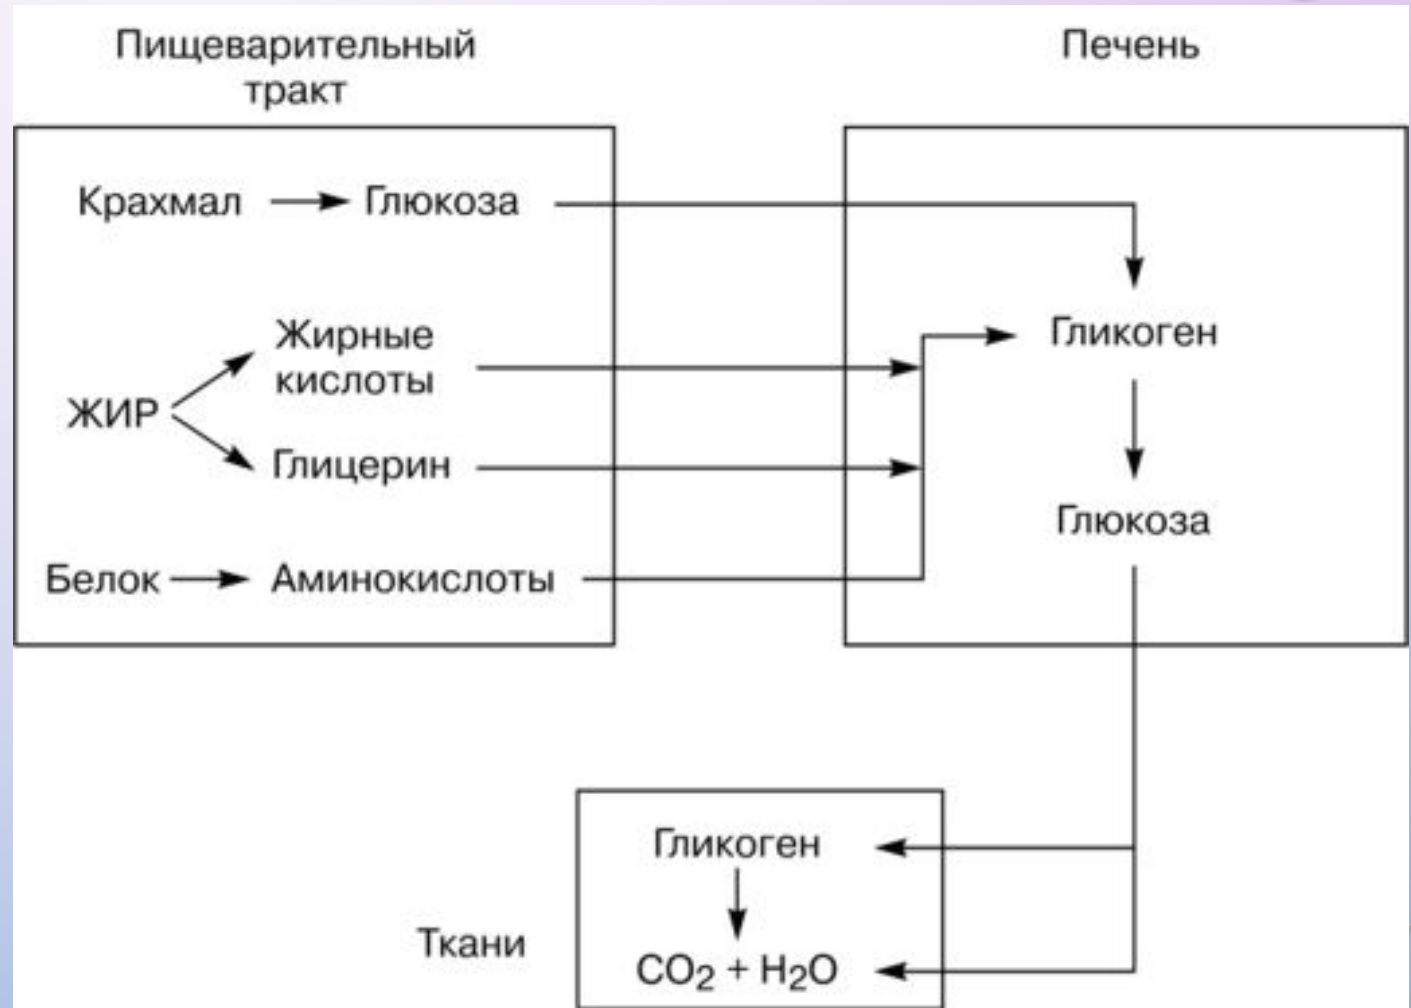 Пищеварительный
тракт
Печень
Крахмал
Глюкоза
Жирные
кислоты
Гликоген
ЖИР
Глицерин
Глюкоза
Белок
Аминокислоты
Гликоген
Ткани
CO2 + H2O